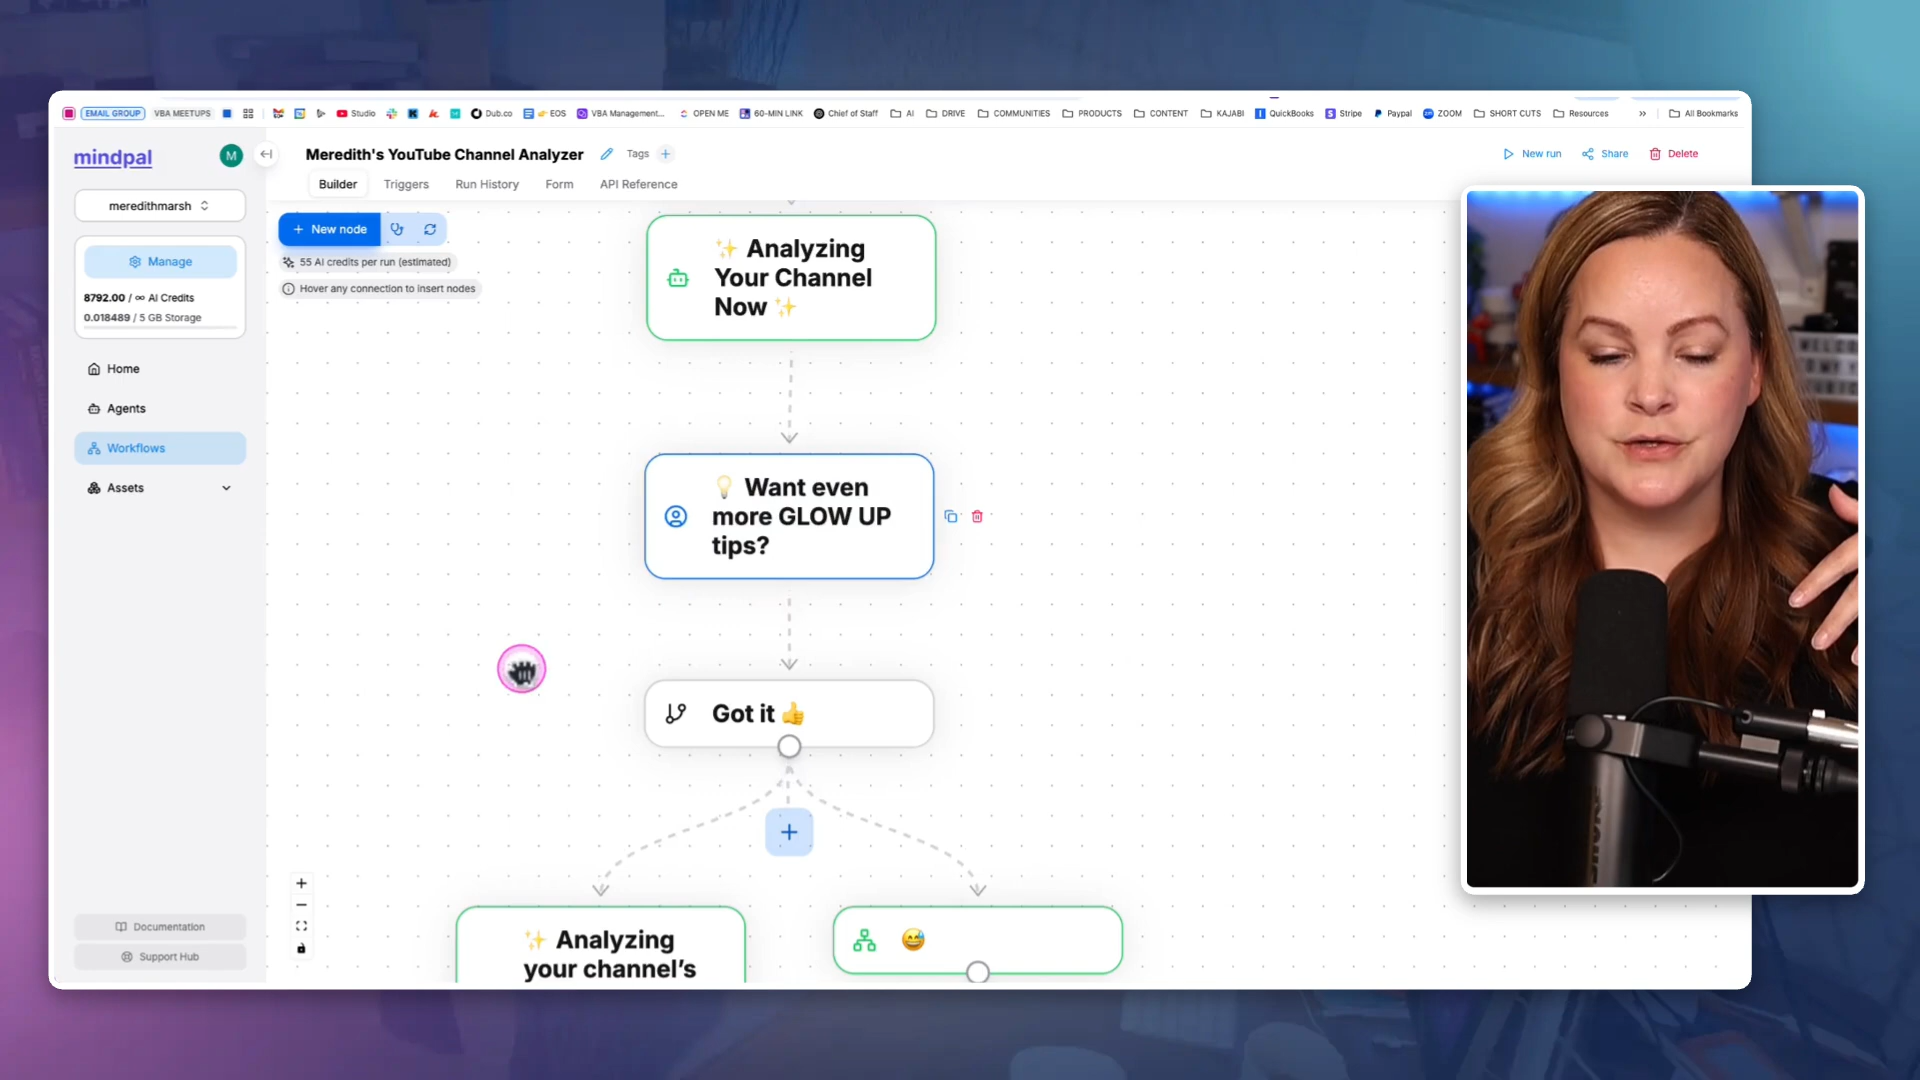 EMAIL GROUP VBA MEETUPS Studio Dub.co EOS VBA Management... OPEN ME 60-MIN LINK Chief of Staff AI DRIVE COMMUNITIES PRODUCTS CONTENT KAJABI QuickBooks Stripe Paypal ZOOM SHORT CUTS Resources » All Bookmarks
mindpal
M
Meredith's YouTube Channel Analyzer
Tags
New run
Share
Delete
Builder
Triggers
Run History
Form
API Reference
meredithmarsh
Manage
8792.00 / ∞ AI Credits
0.018489 / 5 GB Storage
Home
Agents
Workflows
Assets
Documentation
Support Hub
+ New node
55 AI credits per run (estimated)
Hover any connection to insert nodes
✨ Analyzing
Your Channel
Now ✨
💡 Want even
more GLOW UP
tips?
Got it 👍
✨ Analyzing
your channel's
😅